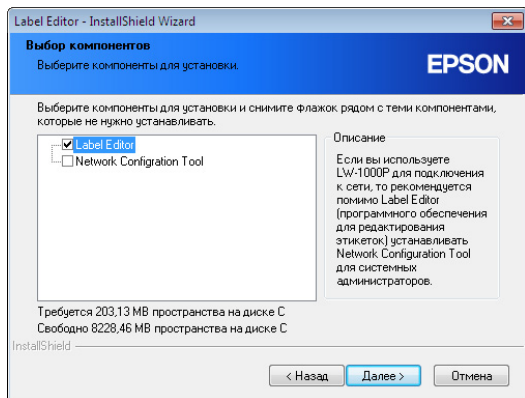 Label Editor - InstallShield Wizard
Выбор компонентов
Выберите компоненты для установки.
EPSON
Выберите компоненты для установки и снимите флажок рядом с теми компонентами,
которые не нужно устанавливать.
Label Editor
Network Configration Tool
Описание
Если вы используете
LW-1000P для подключения
к сети, то рекомендуется
помимо Label Editor
(программного обеспечения
для редактирования
этикеток) устанавливать
Network Configuration Tool
для системных
администраторов.
Требуется 203,13 MB пространства на диске C
Свободно 8228,46 MB пространства на диске C
InstallShield
< Назад
Далее >
Отмена